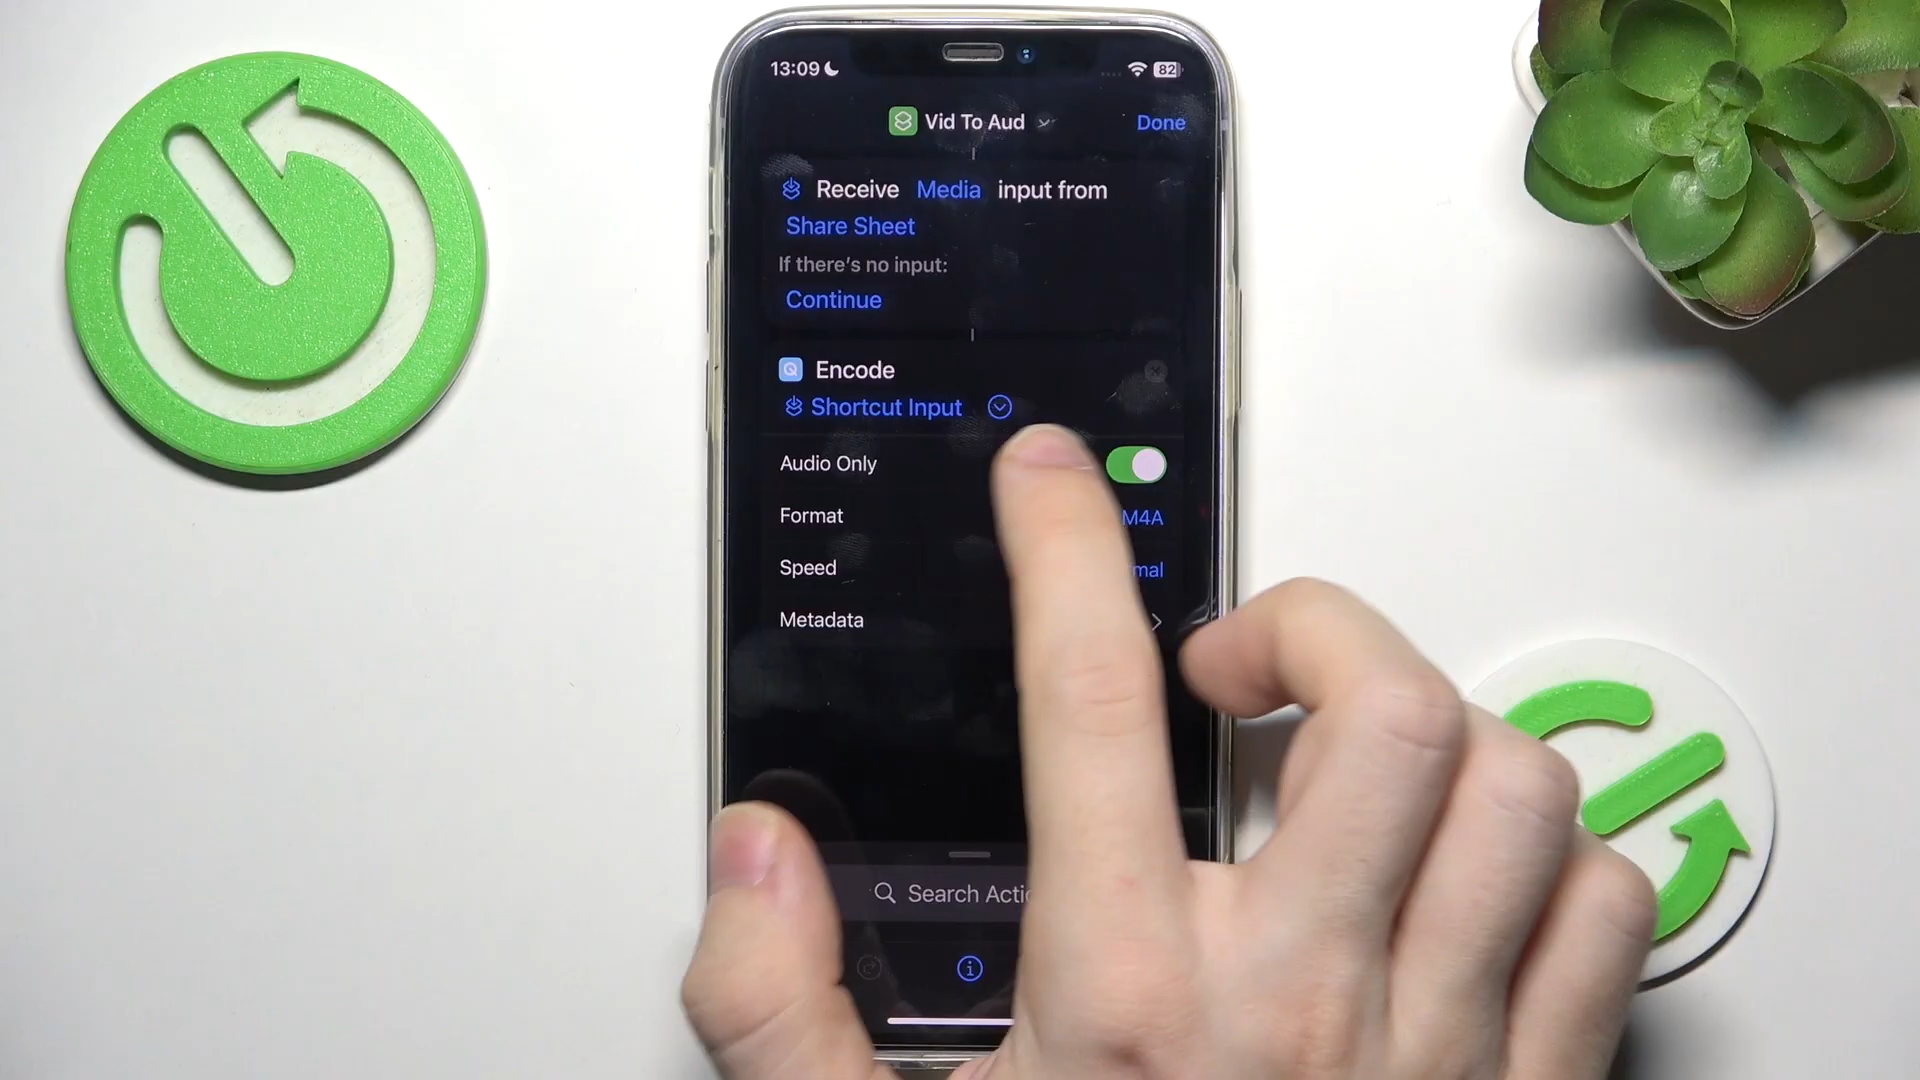 13:09
82
Vid To Aud
Done
Receive Media input from
Share Sheet
If there's no input:
Continue
Encode
Shortcut Input
Audio Only
Format M4A
Speed
Metadata
Search